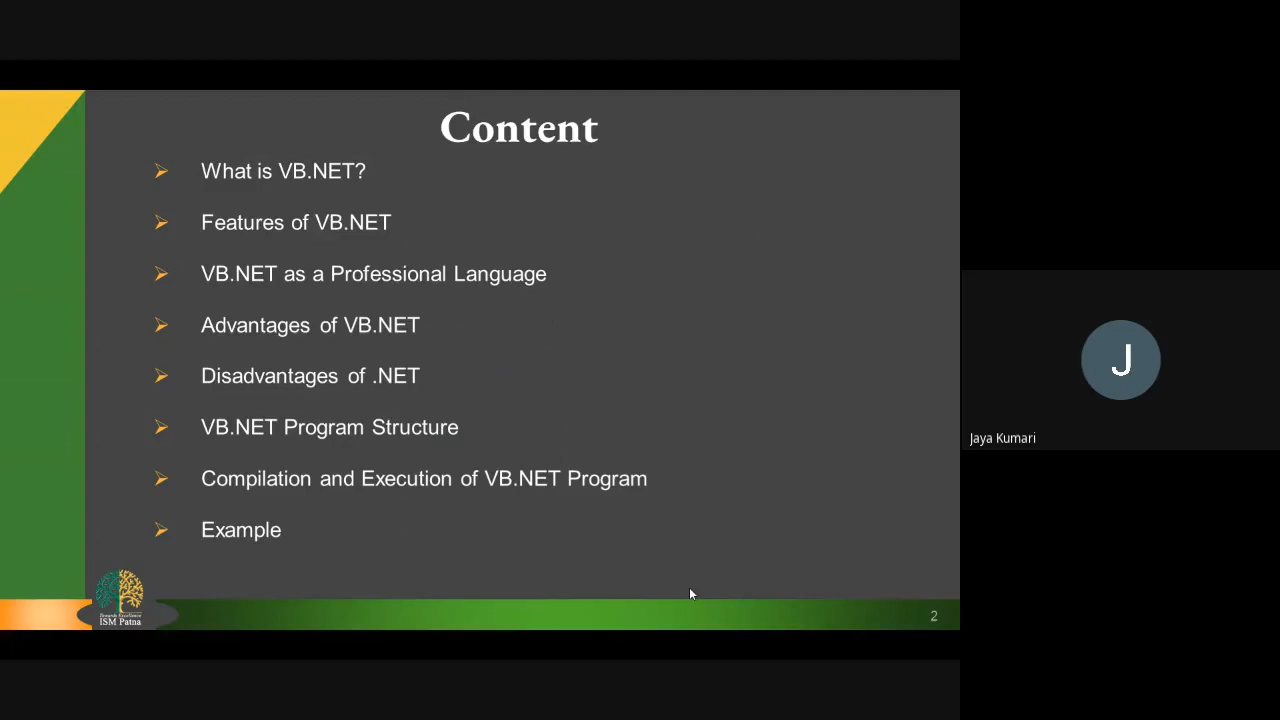 Content
What is VB.NET?
Features of VB.NET
VB.NET as a Professional Language
Advantages of VB.NET
Disadvantages of .NET
VB.NET Program Structure
Compilation and Execution of VB.NET Program
Example
Towards Excellence
ISM Patna
2
J
Jaya Kumari